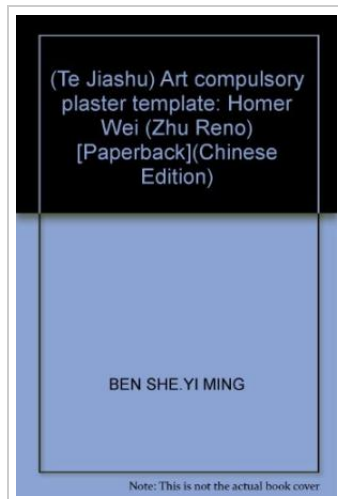 (Te Jiashu) Art compulsory
plaster template: Homer
Wei (Zhu Reno)
[Paperback](Chinese
Edition)
BEN SHE.YI MING
Note: This is not the actual book cover